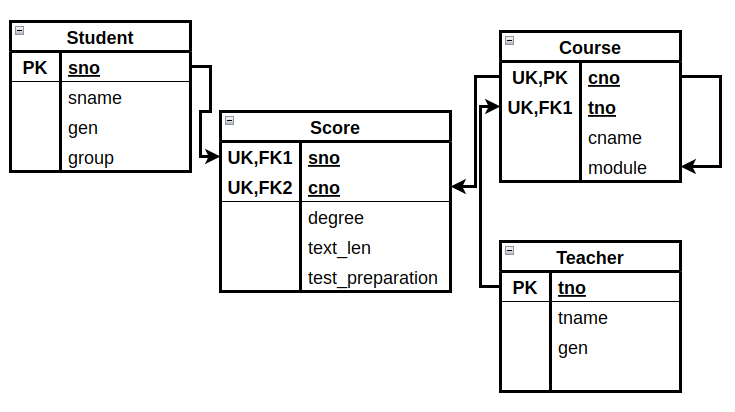 Student
PK sno
sname
gen
group
Score
UK,FK1 sno
UK,FK2 cno
degree
text_len
test_preparation
Course
UK,PK cno
UK,FK1 tno
cname
module
Teacher
PK tno
tname
gen